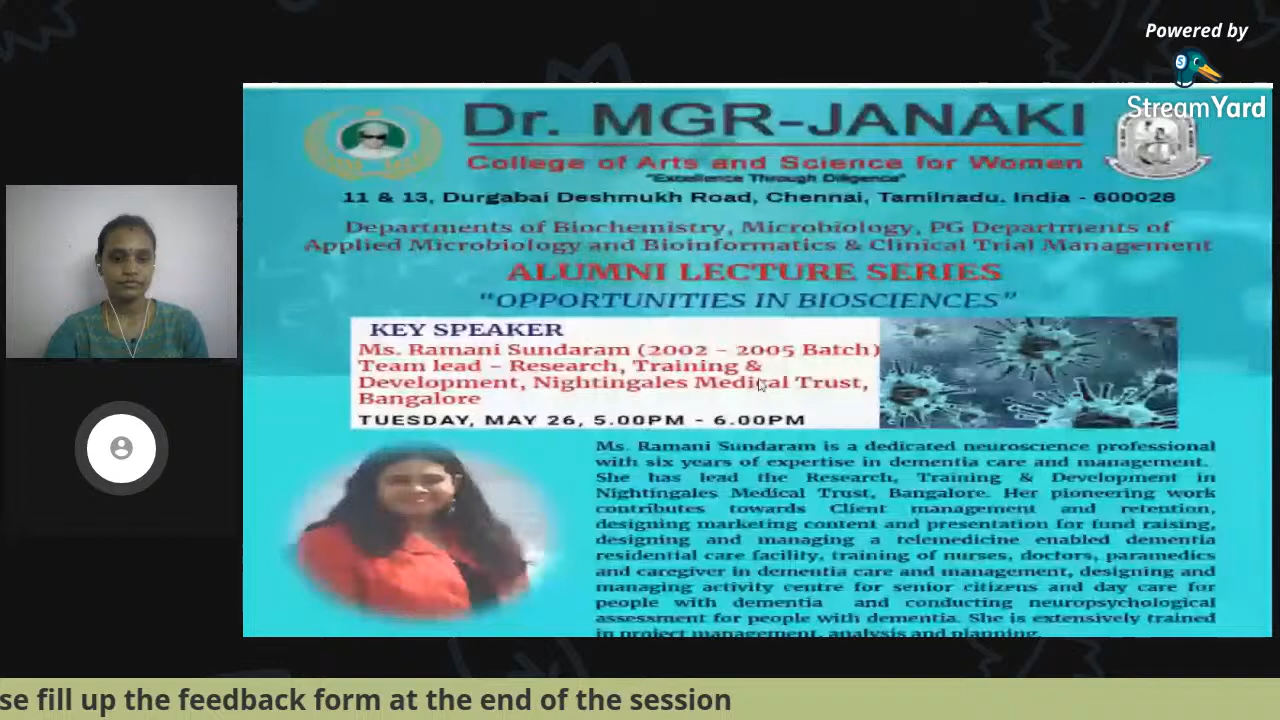 Powered by
StreamYard
Dr. MGR-JANAKI
College of Arts and Science for Women
"Excellence Through Diligence"
11 & 13, Durgabai Deshmukh Road, Chennai, Tamilnadu. India - 600028
Departments of Biochemistry, Microbiology, PG Departments of
Applied Microbiology and Bioinformatics & Clinical Trial Management
ALUMNI LECTURE SERIES
"OPPORTUNITIES IN BIOSCIENCES"
KEY SPEAKER
Ms. Ramani Sundaram (2002 - 2005 Batch)
Team lead - Research, Training &
Development, Nightingales Medical Trust,
Bangalore
TUESDAY, MAY 26, 5.00PM - 6.00PM
Ms. Ramani Sundaram is a dedicated neuroscience professional
with six years of expertise in dementia care and management.
She has lead the Research, Training & Development in
Nightingales Medical Trust, Bangalore. Her pioneering work
contributes towards Client management and retention,
designing marketing content and presentation for fund raising,
designing and managing a telemedicine enabled dementia
residential care facility, training of nurses, doctors, paramedics
and caregiver in dementia care and management, designing and
managing activity centre for senior citizens and day care for
people with dementia and conducting neuropsychological
assessment for people with dementia. She is extensively trained
in project management, analysis and planning.
se fill up the feedback form at the end of the session